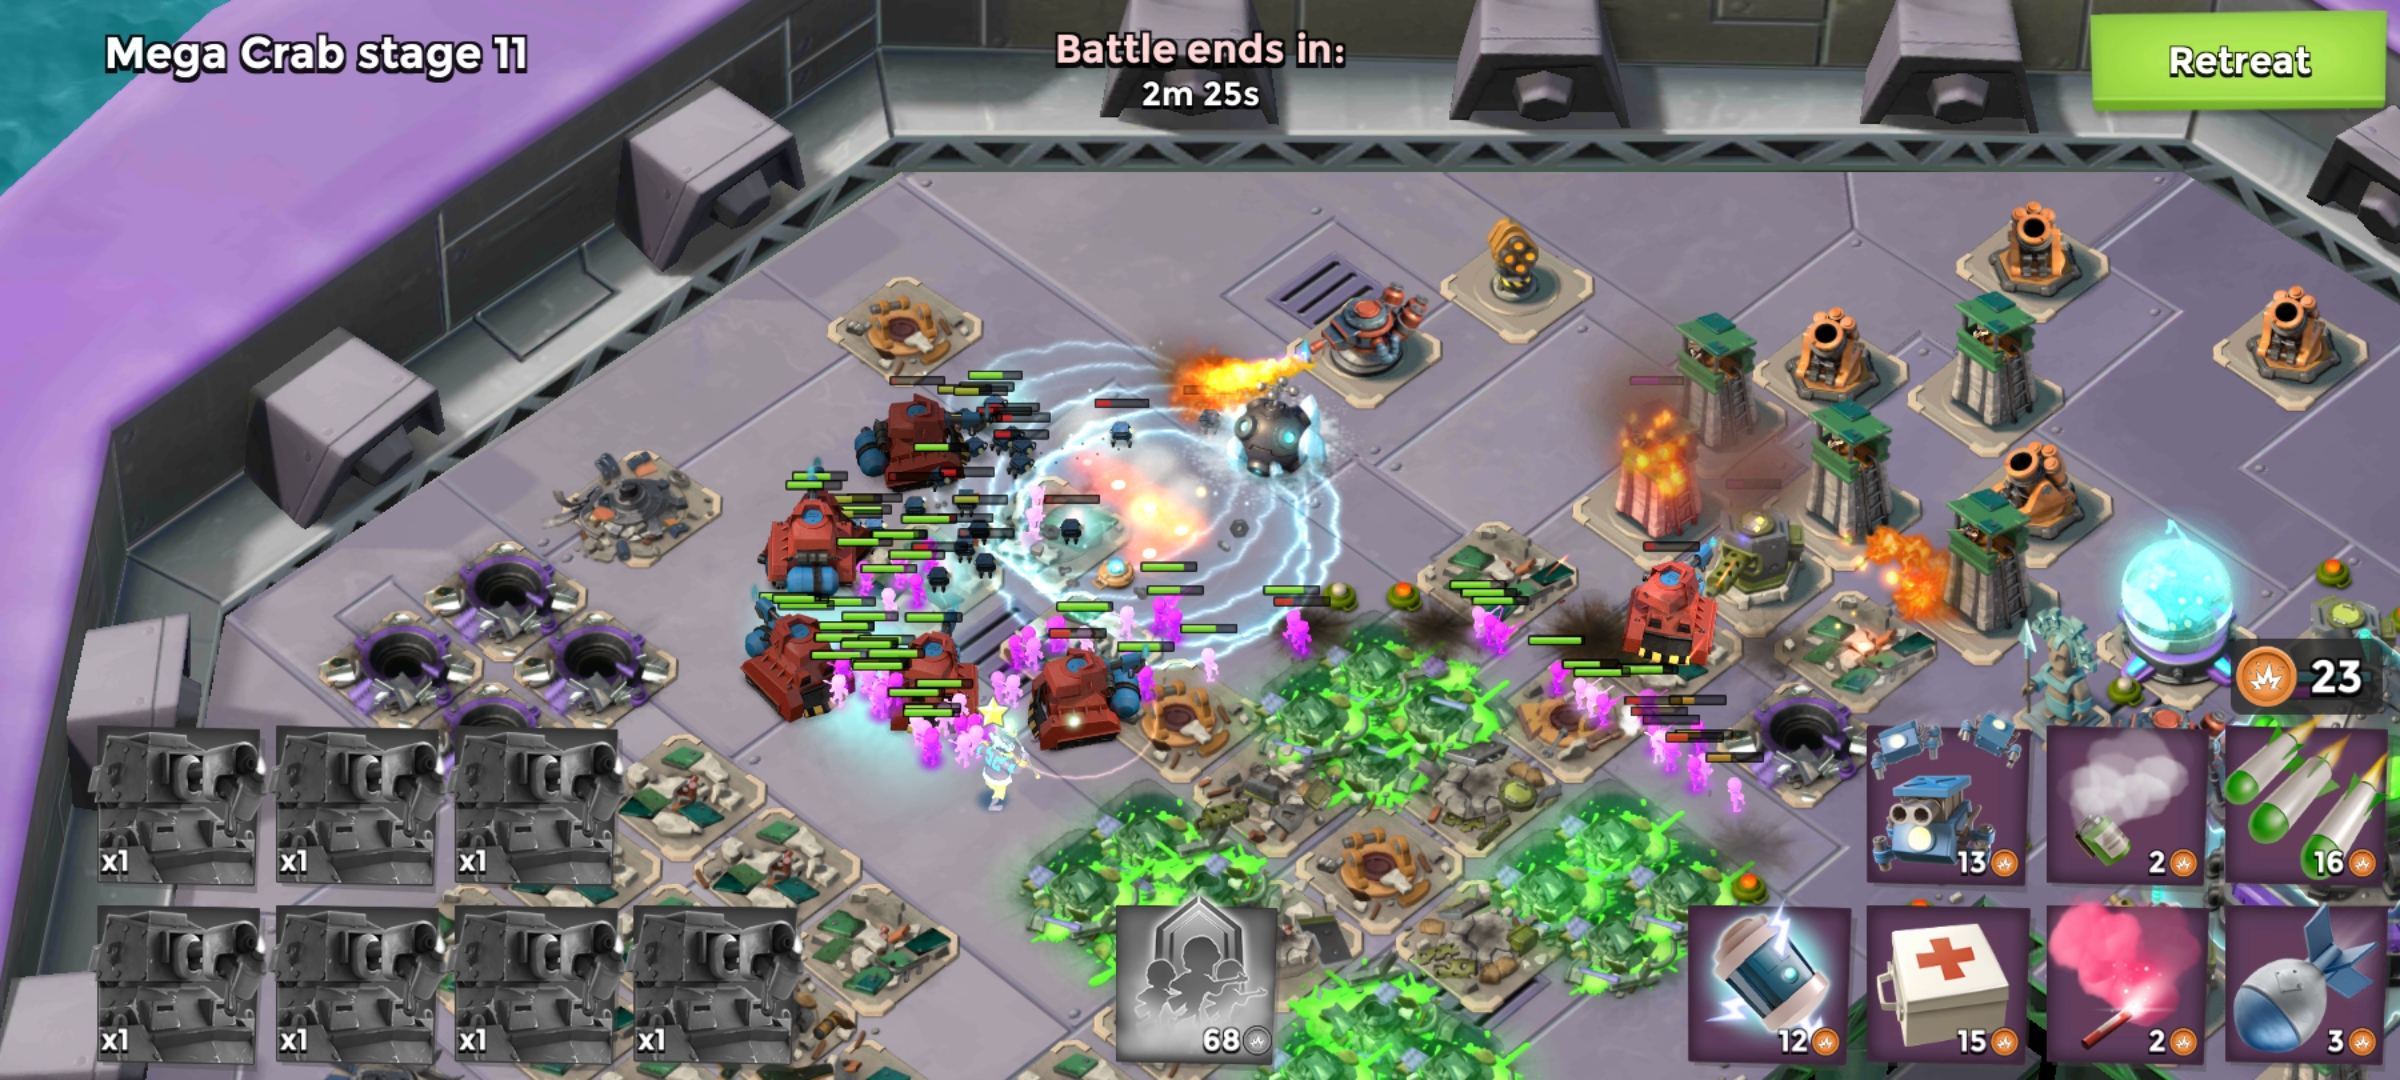 Mega Crab stage 11
Battle ends in:
2m 25s
Retreat
23
13
2
16
x1
x1
x1
x1
x1
x1
x1
68
12
15
2
3